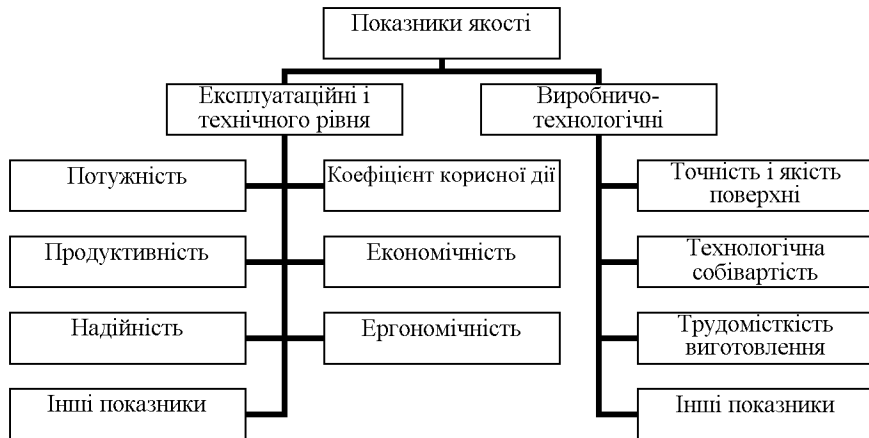 Показники якості
Експлуатаційні і
технічного рівня
Виробничо-
технологічні
Потужність
Коефіцієнт корисної дії
Точність і якість
поверхні
Продуктивність
Економічність
Технологічна
собівартість
Надійність
Ергономічність
Трудомісткість
виготовлення
Інші показники
Інші показники